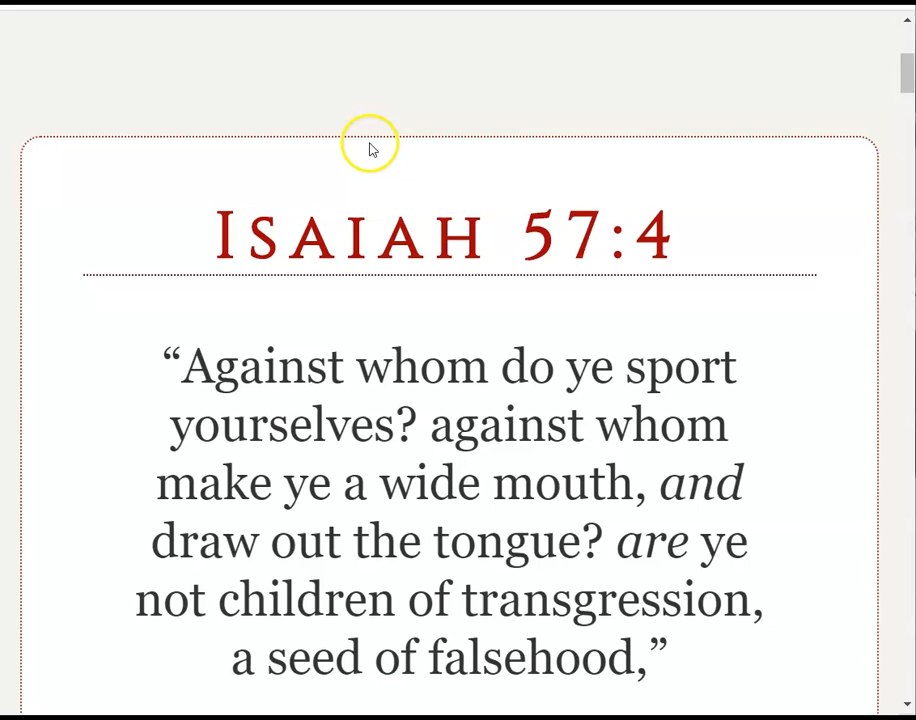 Isaiah 57:4
“Against whom do ye sport
yourselves? against whom
make ye a wide mouth, and
draw out the tongue? are ye
not children of transgression,
a seed of falsehood,”